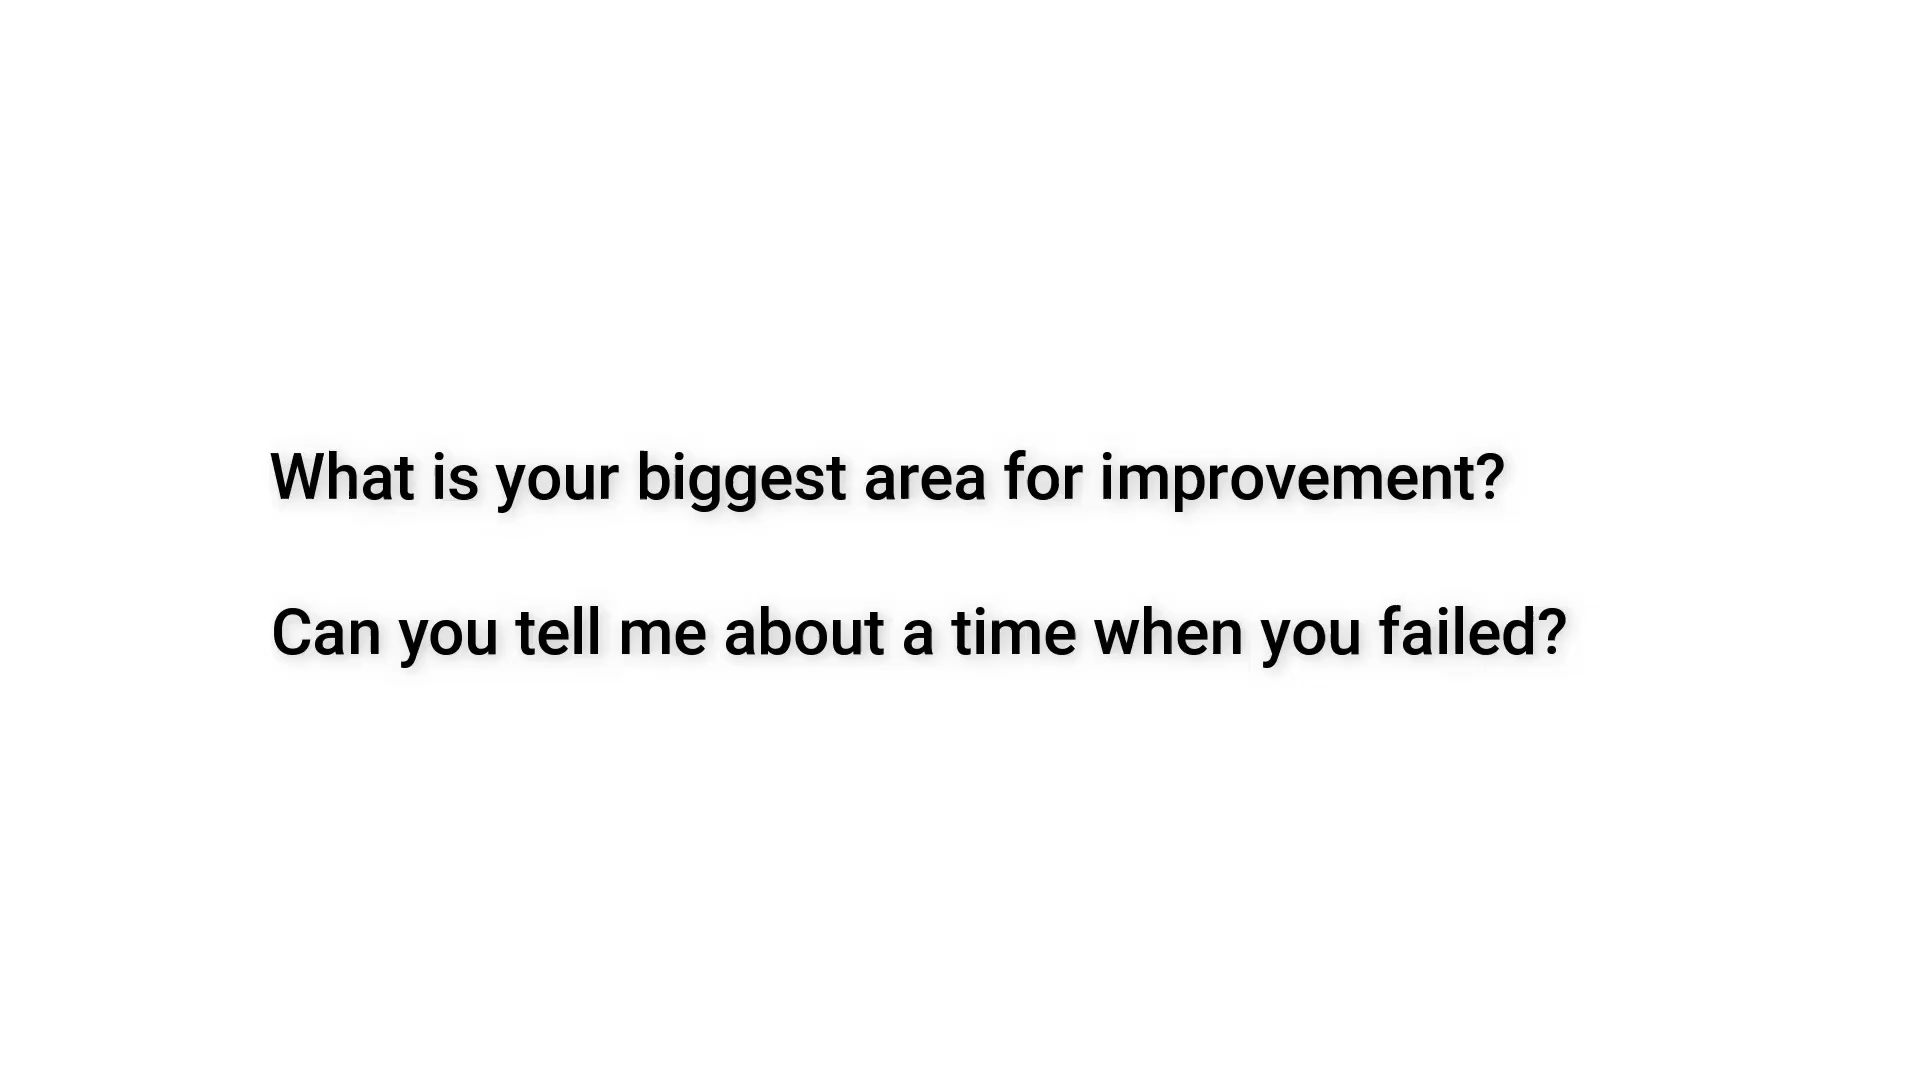 What is your biggest area for improvement?
Can you tell me about a time when you failed?